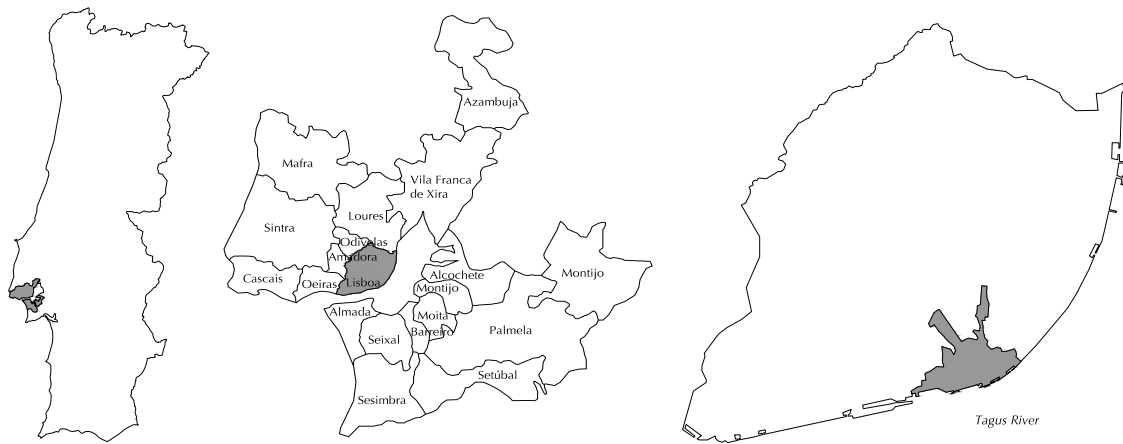 Azambuja
Mafra
Vila Franca
de Xira
Loures
Sintra
Odivelas
Amadora
Cascais
Oeiras
Lisboa
Alcochete
Montijo
Montijo
Almada
Moita
Barreiro
Seixal
Palmela
Setúbal
Sesimbra
Tagus River